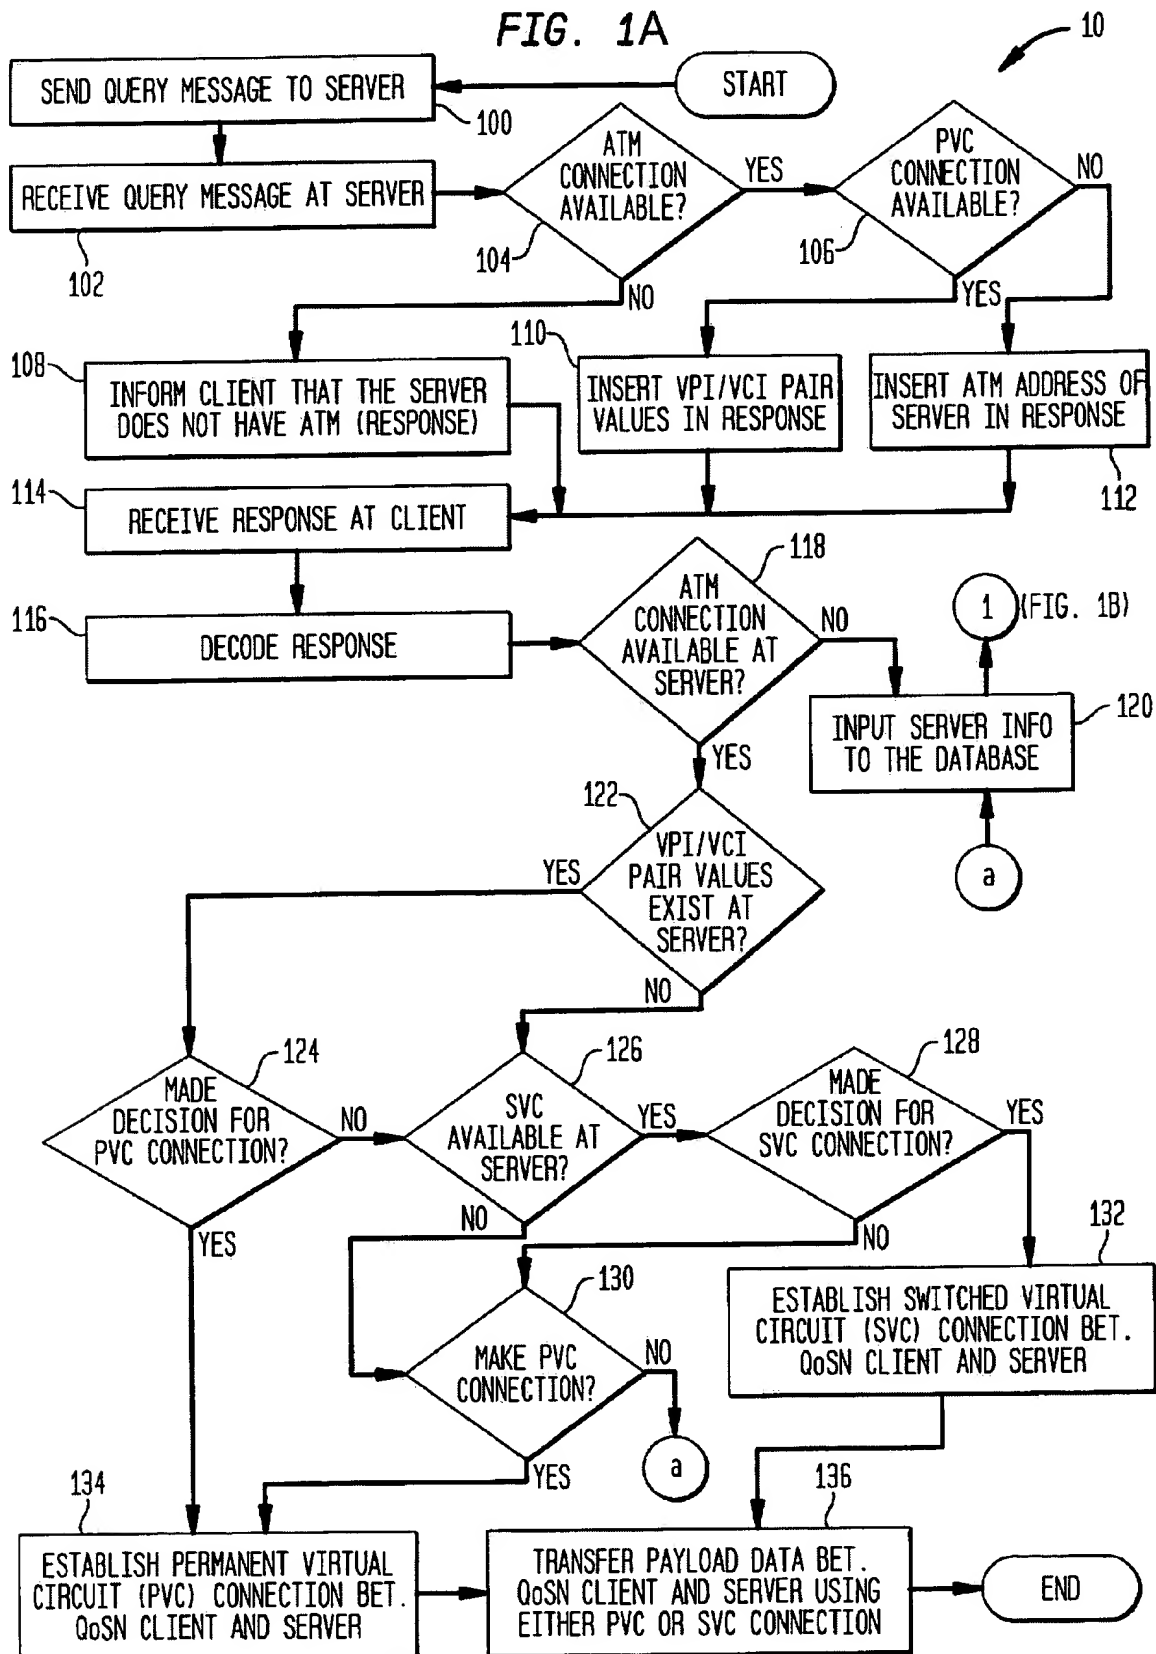 FIG. 1A
10
START
SEND QUERY MESSAGE TO SERVER
100
RECEIVE QUERY MESSAGE AT SERVER
102
ATM
CONNECTION
AVAILABLE?
104
YES
NO
PVC
CONNECTION
AVAILABLE?
106
NO
YES
108
INFORM CLIENT THAT THE SERVER
DOES NOT HAVE ATM (RESPONSE)
110
INSERT VPI/VCI PAIR
VALUES IN RESPONSE
INSERT ATM ADDRESS OF
SERVER IN RESPONSE
112
114
RECEIVE RESPONSE AT CLIENT
116
DECODE RESPONSE
118
ATM
CONNECTION
AVAILABLE AT
SERVER?
NO
YES
1 (FIG. 1B)
120
INPUT SERVER INFO
TO THE DATABASE
a
122
VPI/VCI
PAIR VALUES
EXIST AT
SERVER?
YES
NO
124
MADE
DECISION FOR
PVC CONNECTION?
NO
YES
126
SVC
AVAILABLE AT
SERVER?
YES
NO
128
MADE
DECISION FOR
SVC CONNECTION?
YES
NO
130
MAKE PVC
CONNECTION?
NO
YES
a
132
ESTABLISH SWITCHED VIRTUAL
CIRCUIT (SVC) CONNECTION BET.
QoSN CLIENT AND SERVER
134
ESTABLISH PERMANENT VIRTUAL
CIRCUIT (PVC) CONNECTION BET.
QoSN CLIENT AND SERVER
136
TRANSFER PAYLOAD DATA BET.
QoSN CLIENT AND SERVER USING
EITHER PVC OR SVC CONNECTION
END